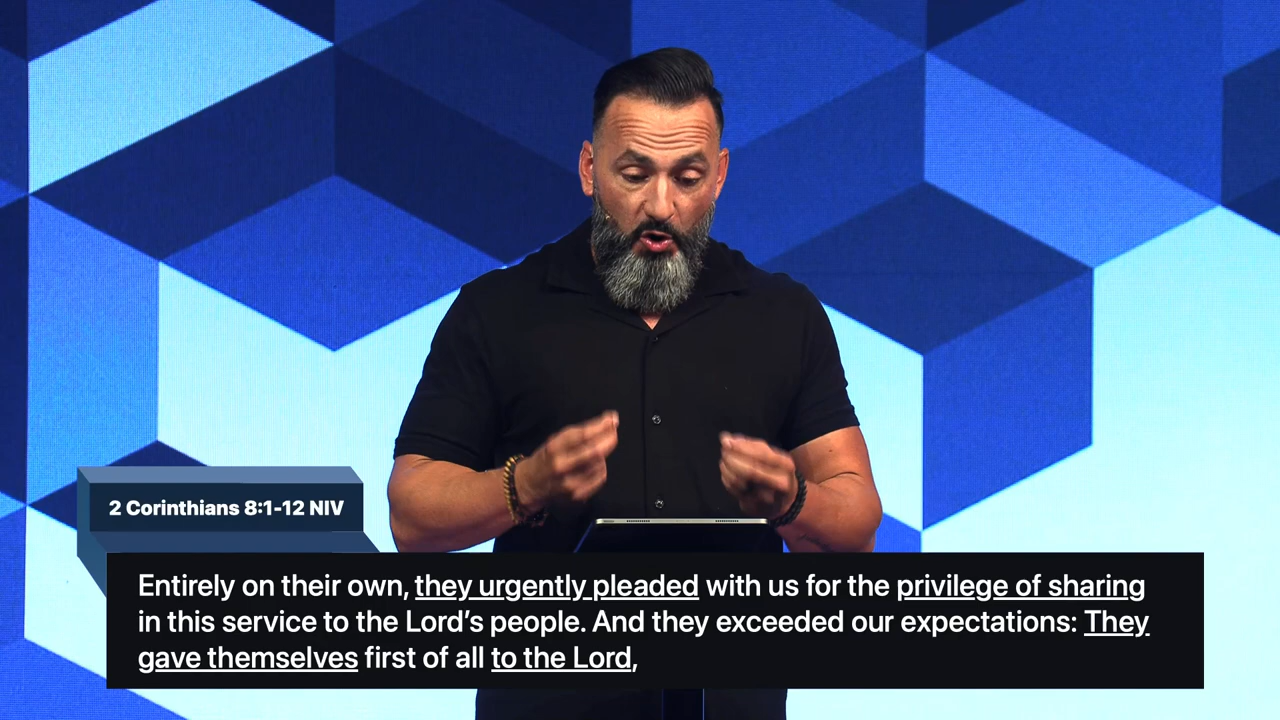 2 Corinthians 8:1-12 NIV
Entirely on their own, they urgently pleaded with us for the privilege of sharing
in this service to the Lord’s people. And they exceeded our expectations: They
gave themselves first of all to the Lord,